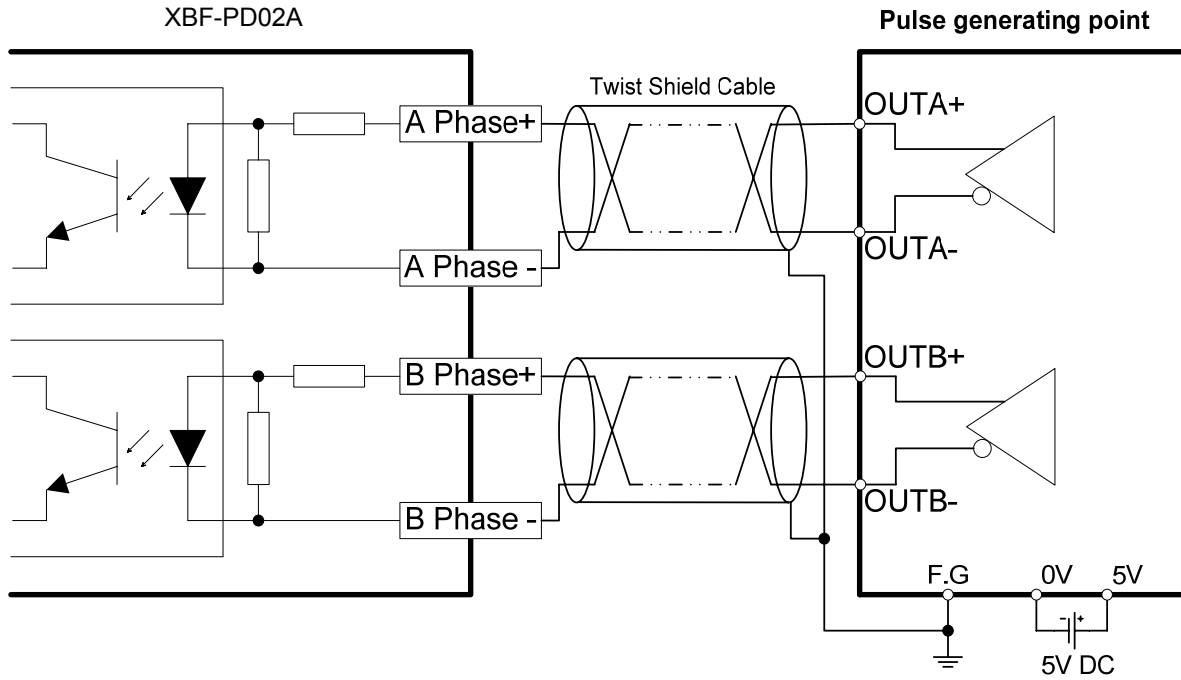 XBF-PD02A
Pulse generating point
Twist Shield Cable
A Phase+
OUTA+
A Phase -
OUTA-
B Phase+
OUTB+
B Phase -
OUTB-
F.G
0V
5V
- +
5V DC